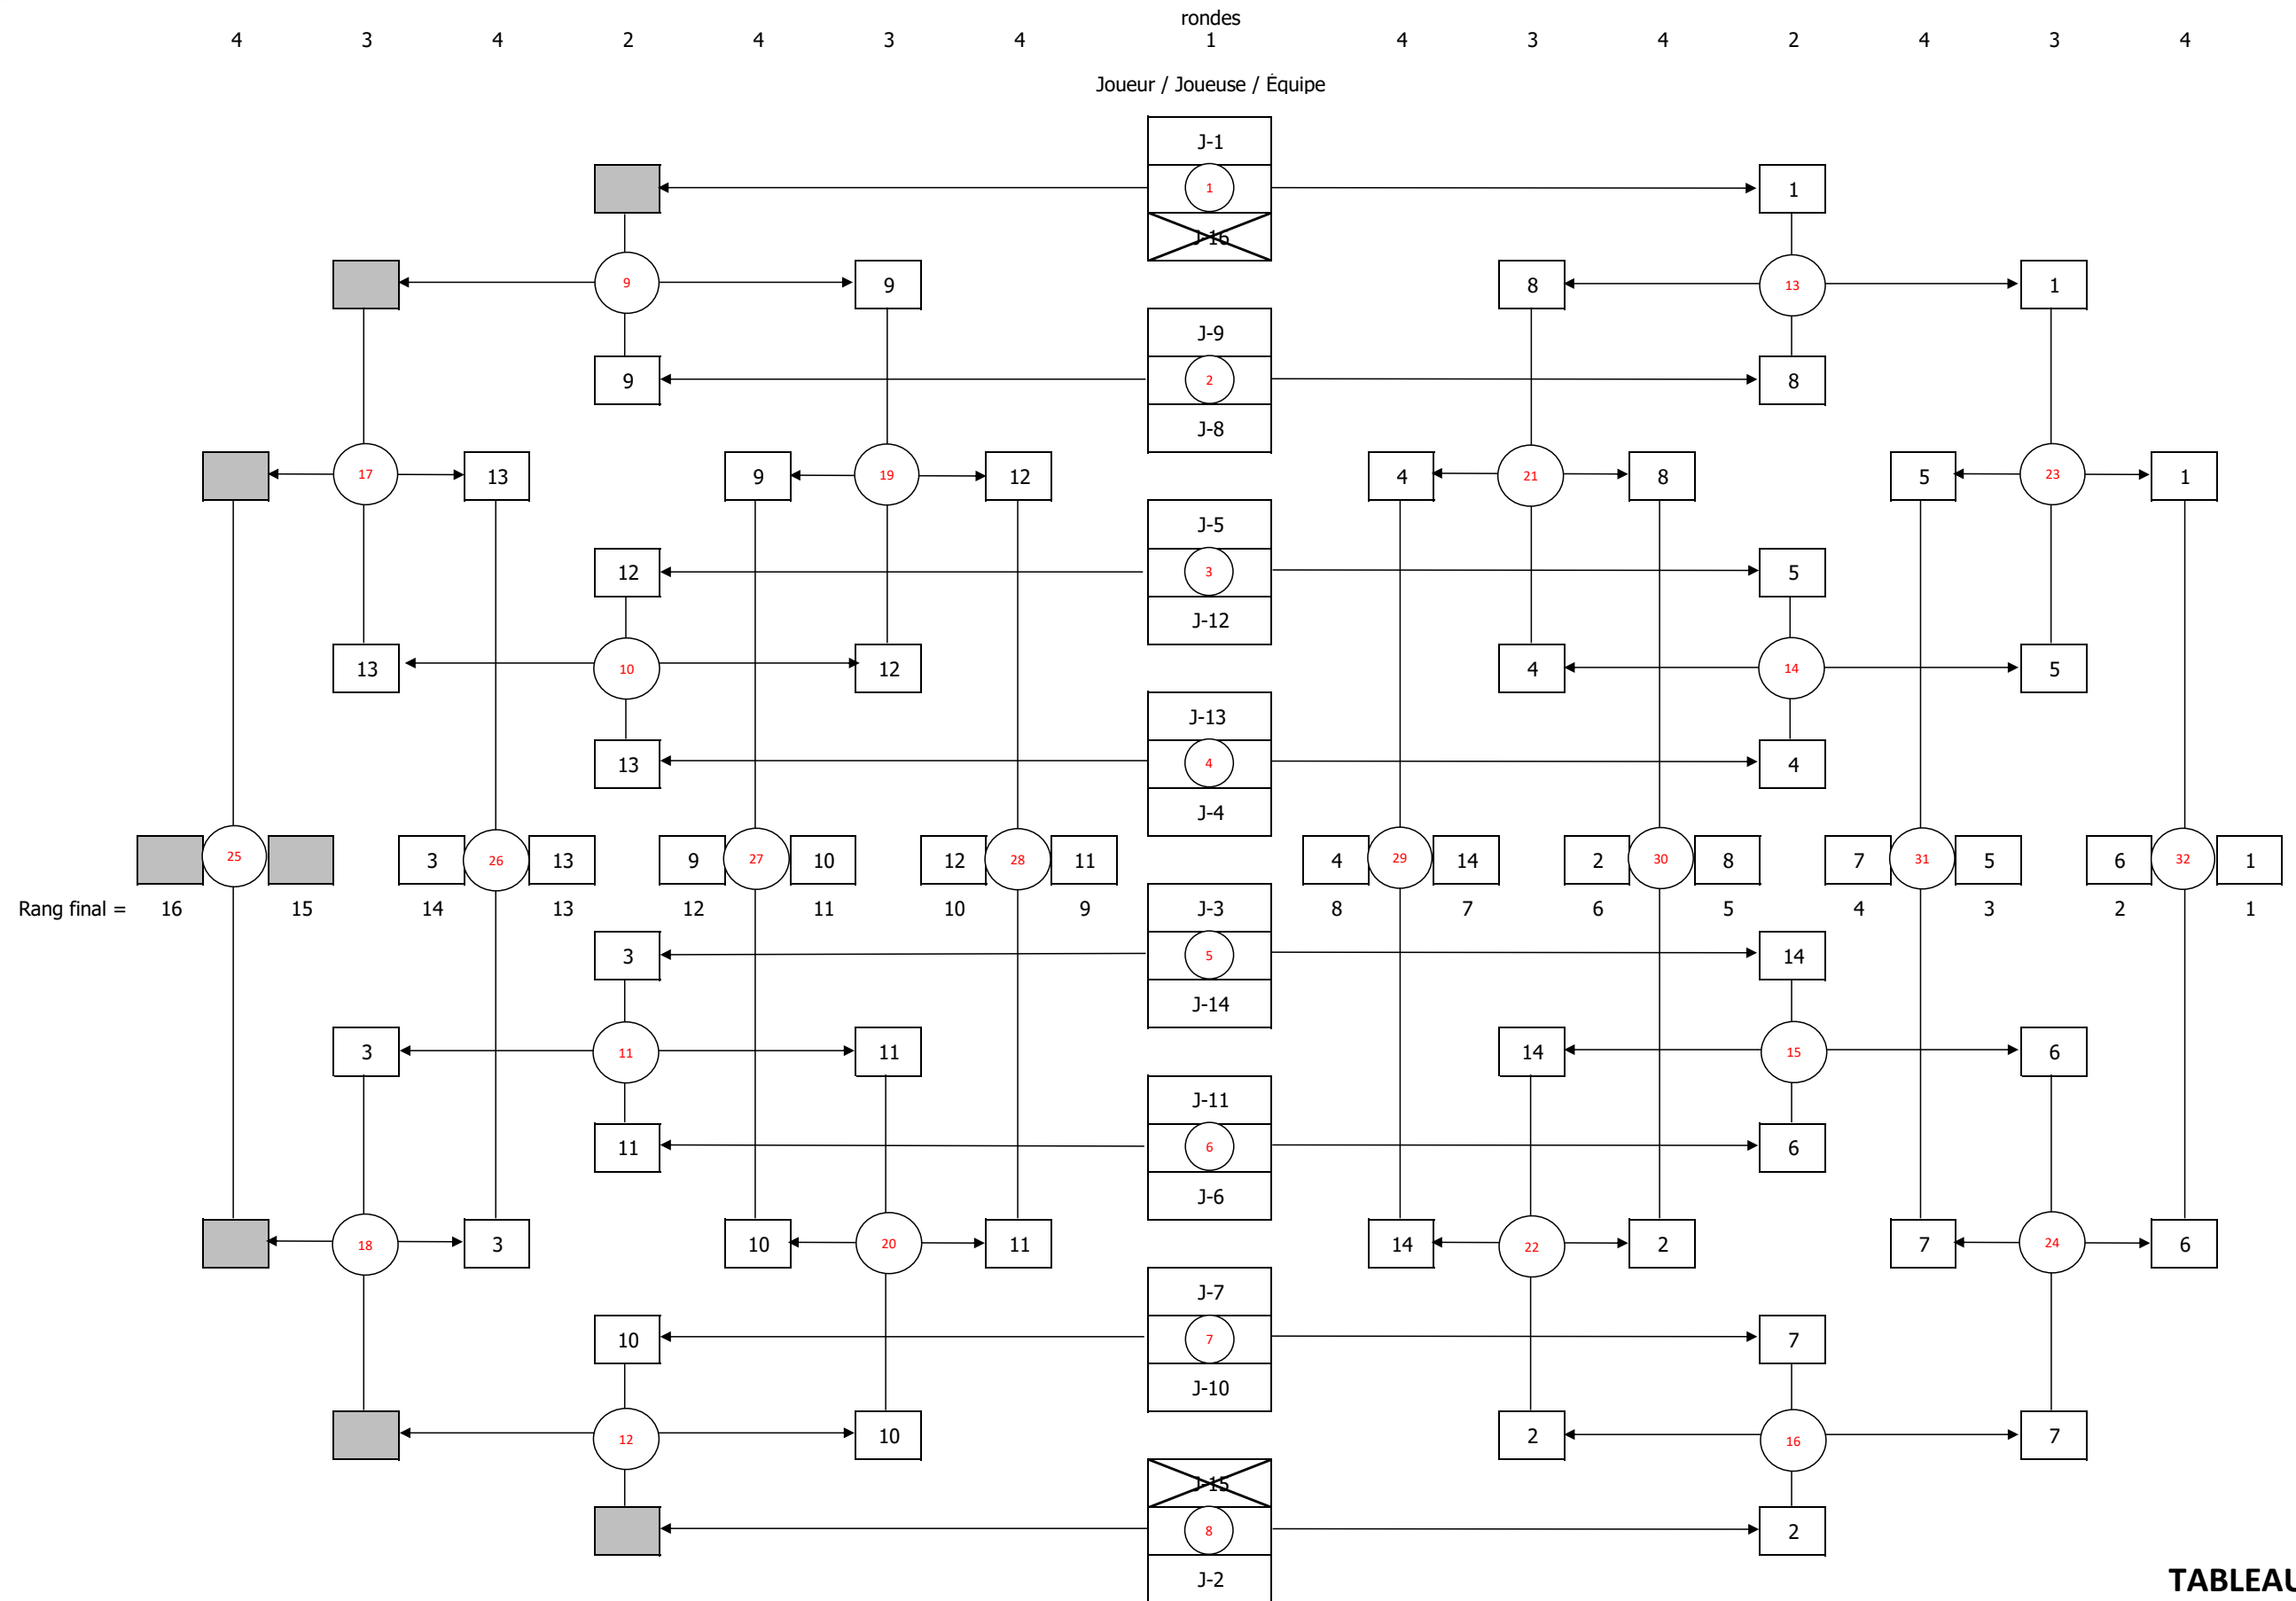 rondes
4 3 4 2 4 3 4 1 4 3 4 2 4 3 4
Joueur / Joueuse / Équipe
J-1
1 1
J-16
9 9 8 13 1
J-9
9 2 8
J-8
17 13 9 19 12 4 21 8 5 23 1
J-5
12 3 5
J-12
13 10 12 4 14 5
J-13
13 4 4
J-4
25 3 26 13 9 27 10 12 28 11 4 29 14 2 30 8 7 31 5 6 32 1
Rang final = 16 15 14 13 12 11 10 9 J-3 8 7 6 5 4 3 2 1
3 5 14
J-14
3 11 11 14 15 6
J-11
11 6 6
J-6
18 3 10 20 11 14 22 2 7 24 6
J-7
10 7 7
J-10
12 10 2 16 7
J-15
8 2
J-2
TABLEAU